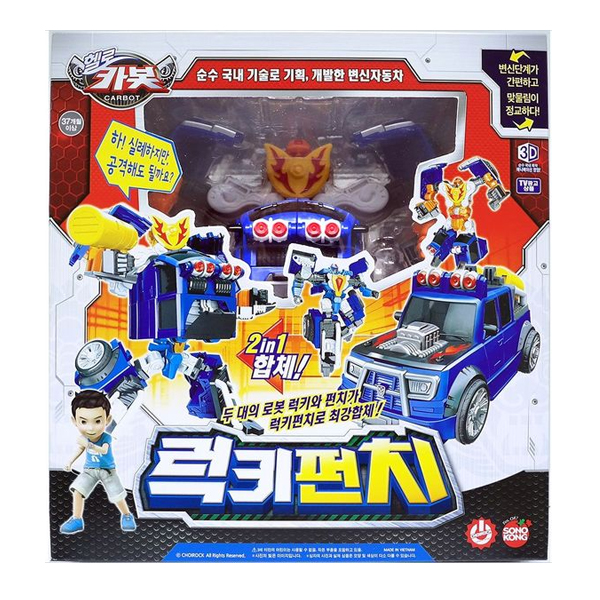 헬로
카봇
CARBOT
순수 국내 기술로 기획, 개발한 변신자동차
변신단계가
간편하고
맞물림이
정교하다!
37개월
이상
하! 실례하지만,
공격해도 될까요?
3D
TV광고
상품
2in1
합체!
두 대의 로봇 럭키와 펀치가
럭키펀치로 최강합체!
럭키펀치
© CHOIROCK All Rights Reserved.
MADE IN VIETNAM
SONO
KONG